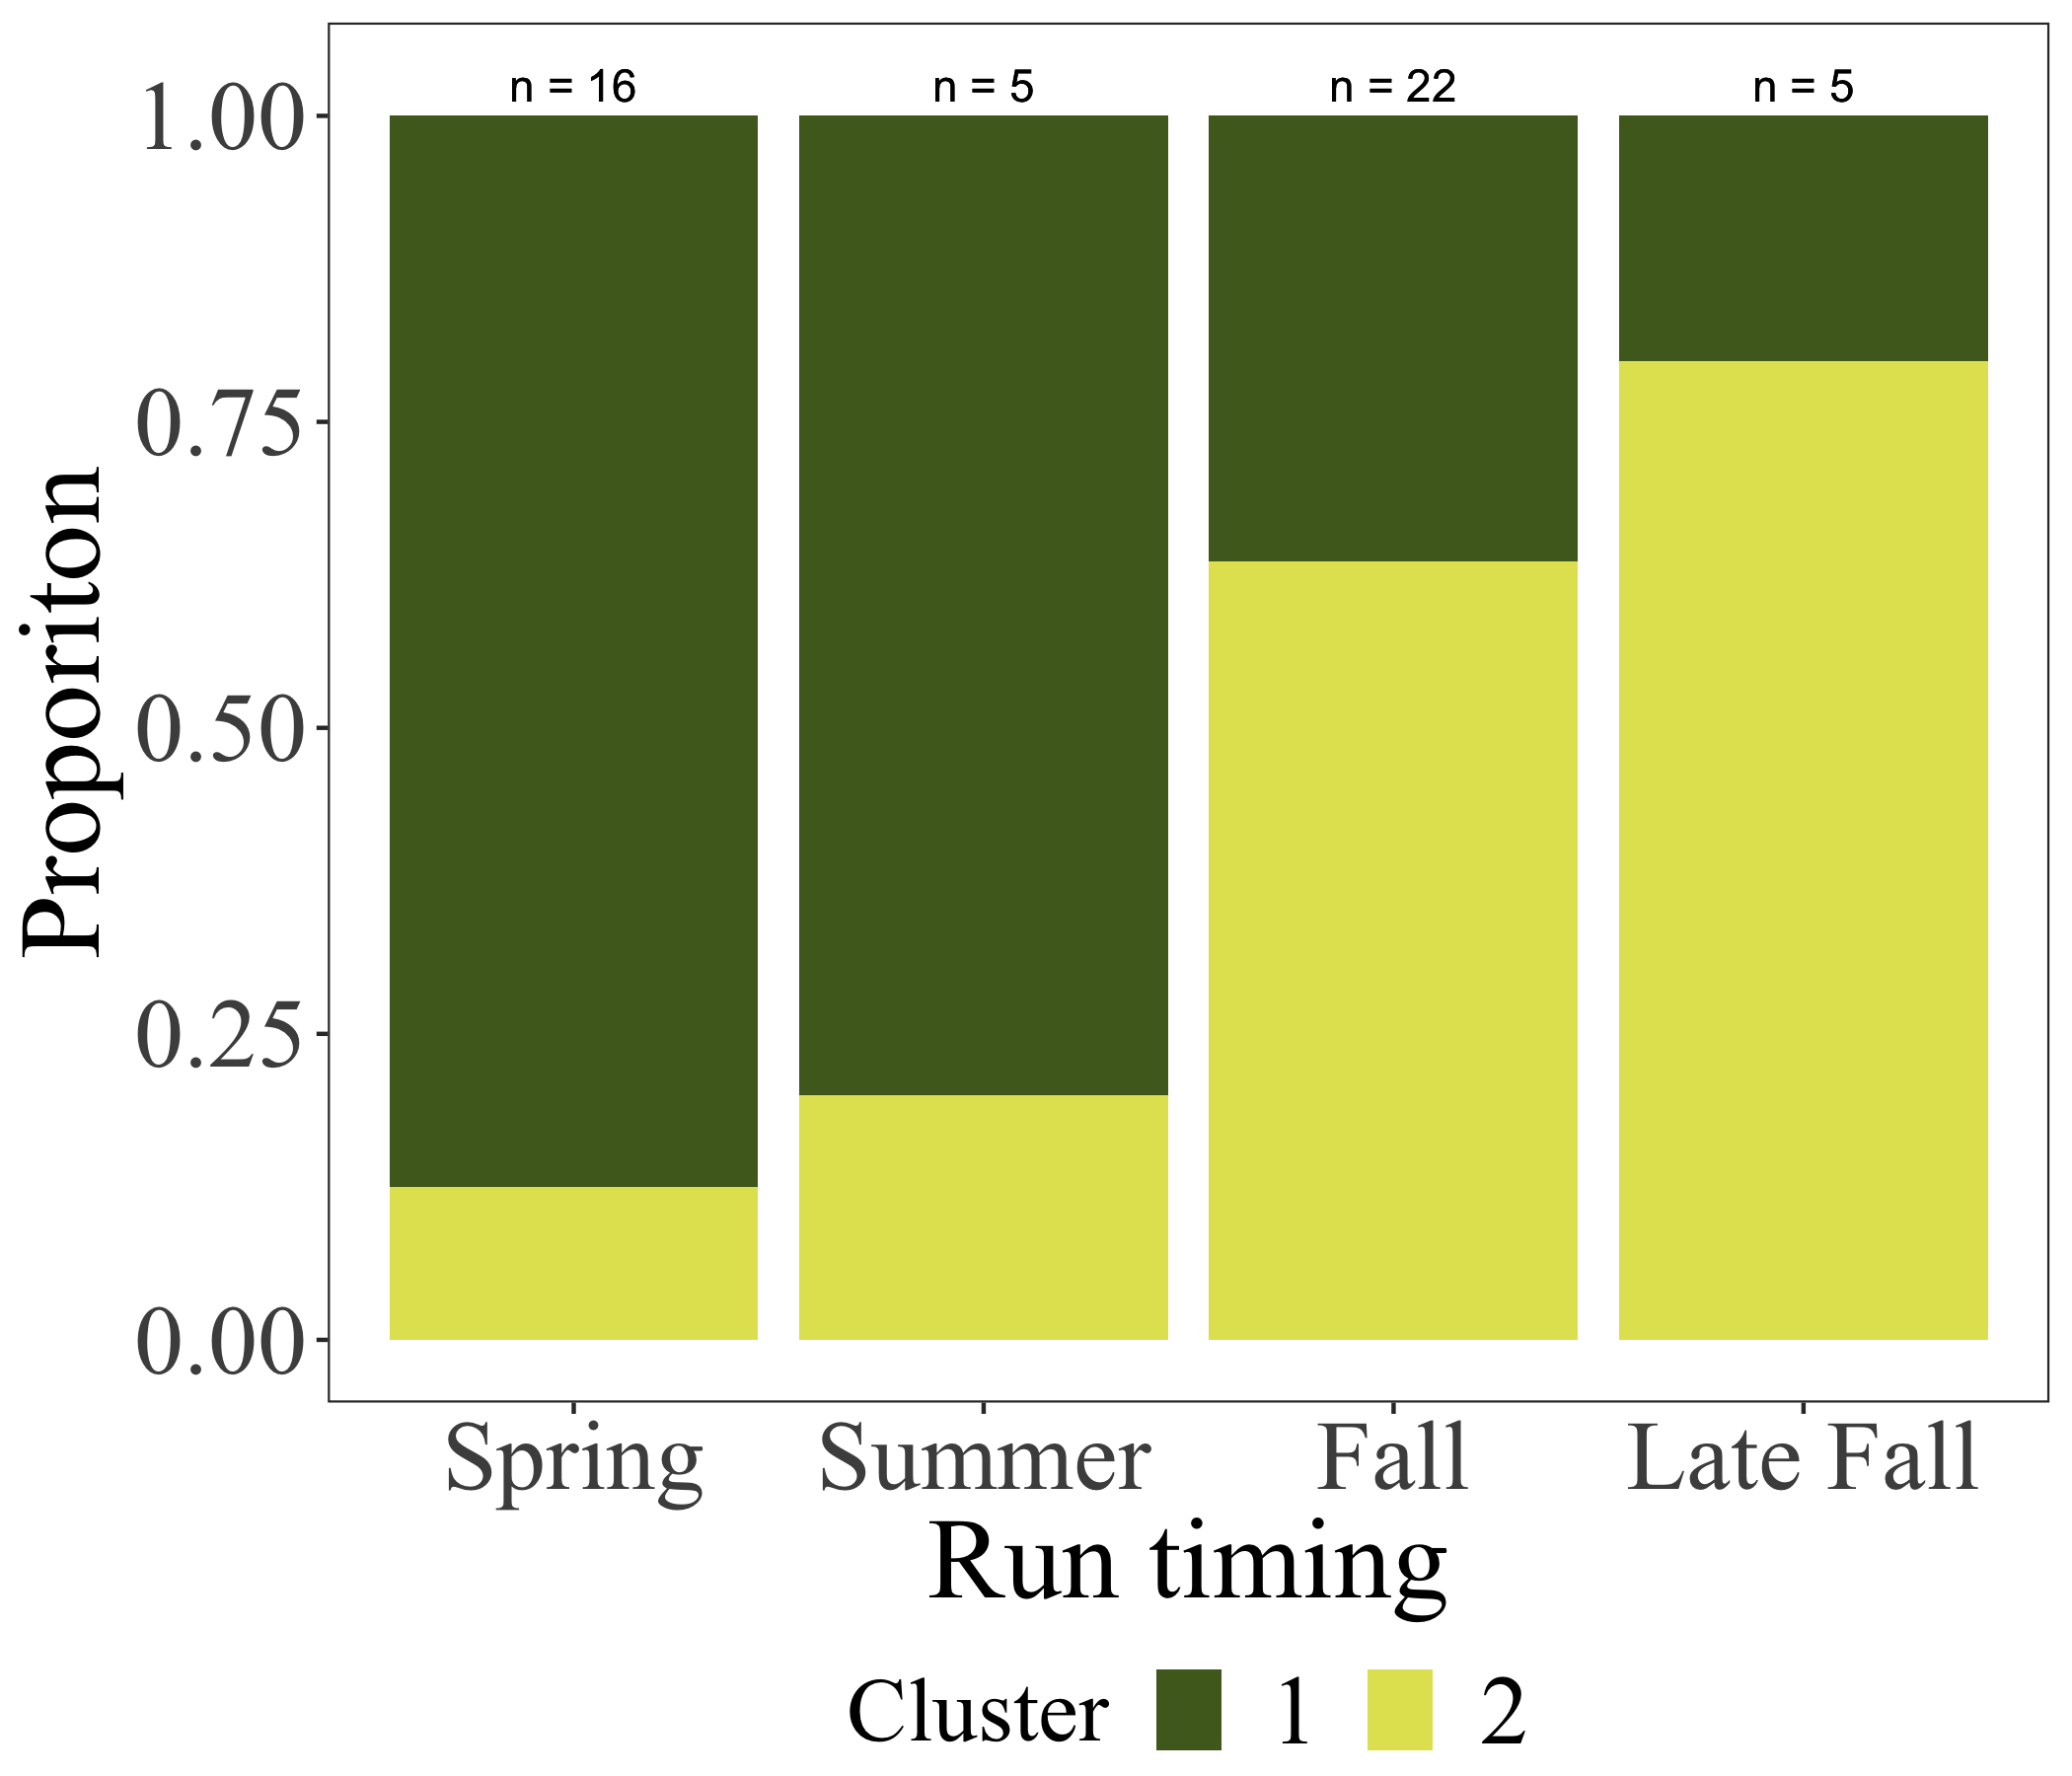 n = 16
n = 5
n = 22
n = 5
1.00
0.75
0.50
0.25
0.00
Proporiton
Spring
Summer
Fall
Late Fall
Run timing
Cluster 1 2